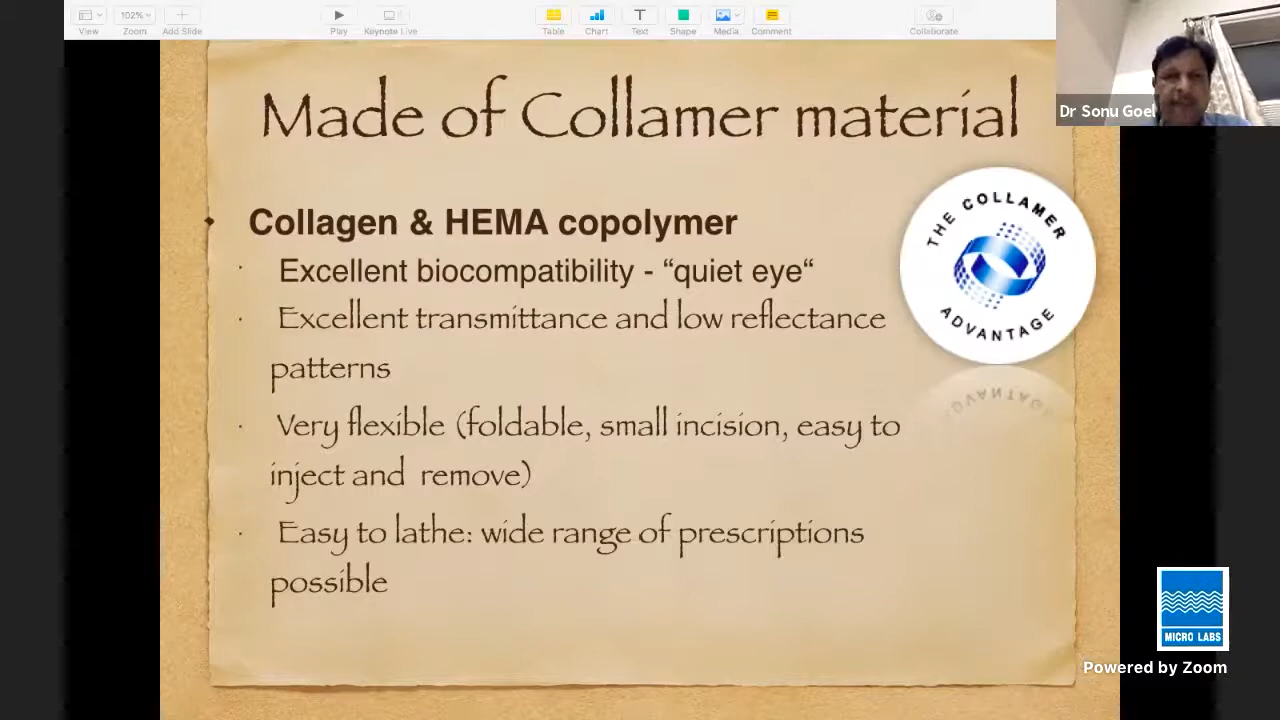 View
102%
Zoom
Add Slide
Play
Keynote Live
Table
Chart
T
Text
Shape
Media
Comment
Collaborate
Dr Sonu Goel
Made of Collamer material
Collagen & HEMA copolymer
Excellent biocompatibility - “quiet eye“
Excellent transmittance and low reflectance
patterns
Very flexible (foldable, small incision, easy to
inject and remove)
Easy to lathe: wide range of prescriptions
possible
THE COLLAMER
ADVANTAGE
MICRO LABS
Powered by Zoom